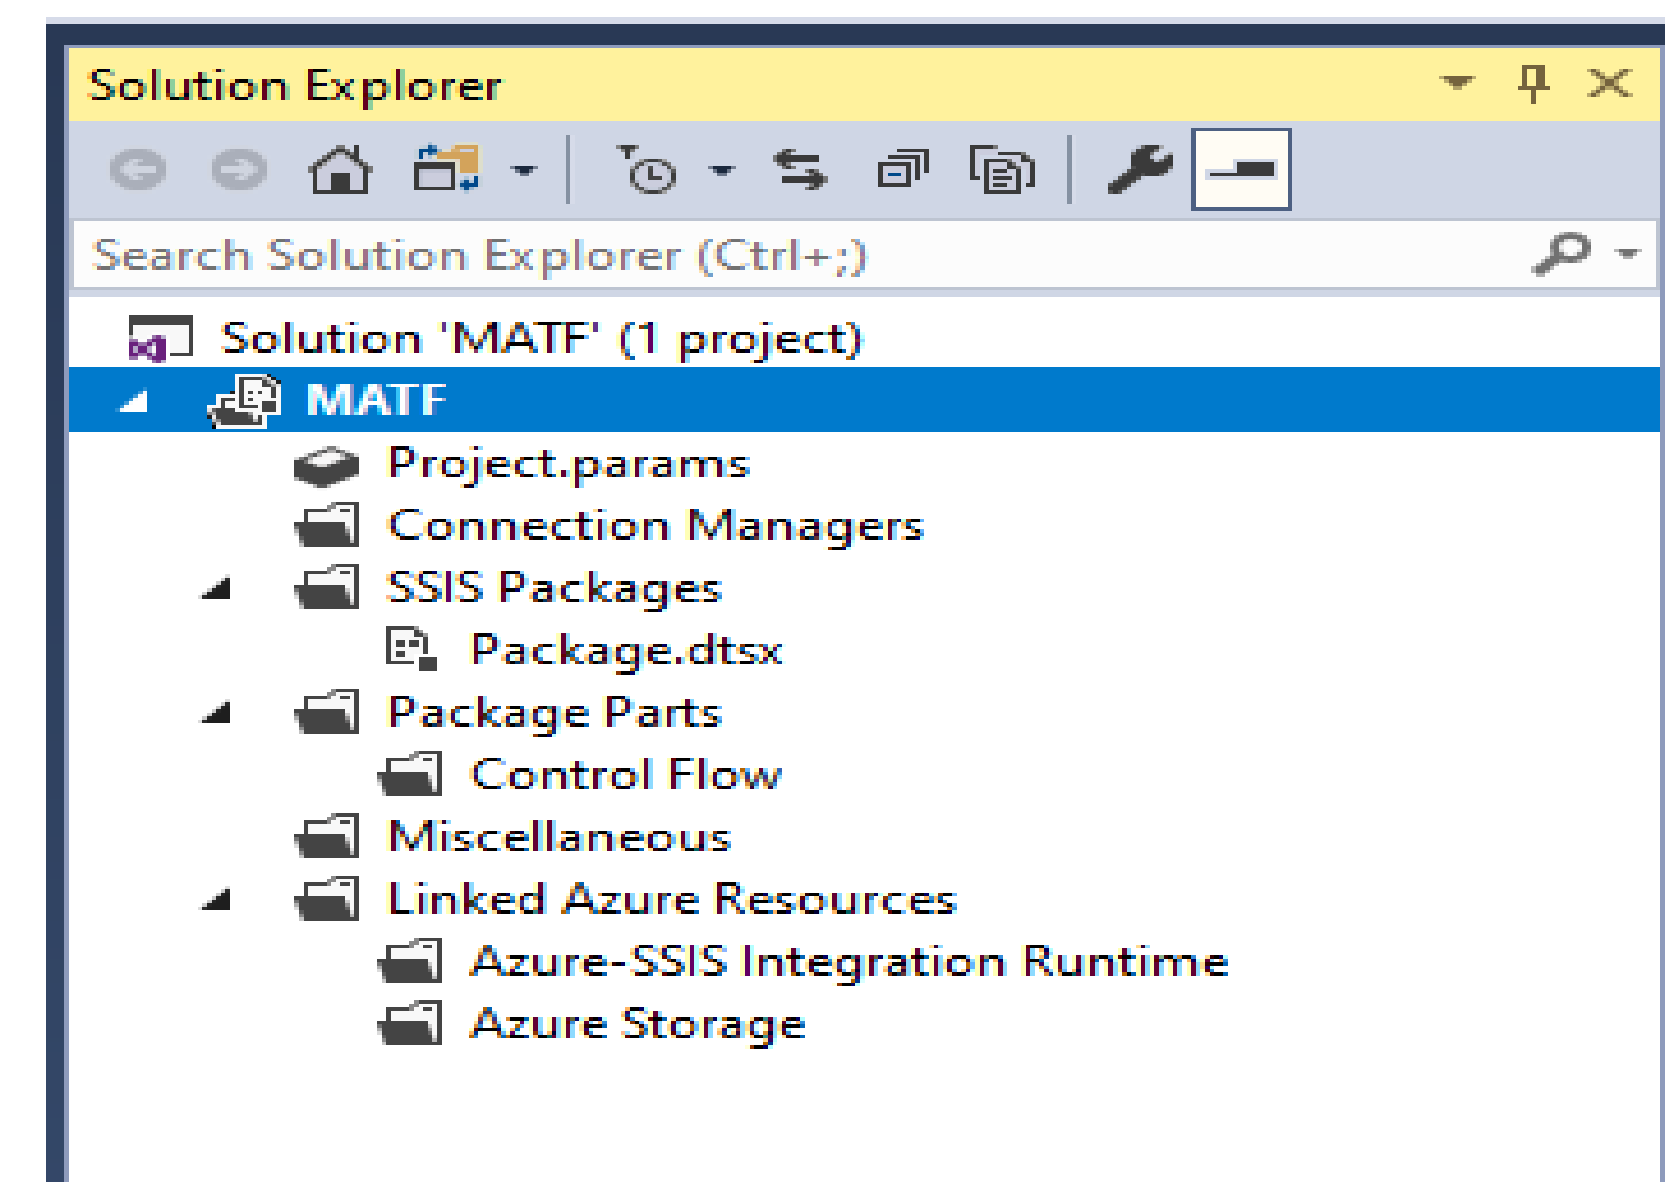 Solution Explorer
Search Solution Explorer (Ctrl+;)
Solution 'MATF' (1 project)
MATF
Project.params
Connection Managers
SSIS Packages
Package.dtsx
Package Parts
Control Flow
Miscellaneous
Linked Azure Resources
Azure-SSIS Integration Runtime
Azure Storage